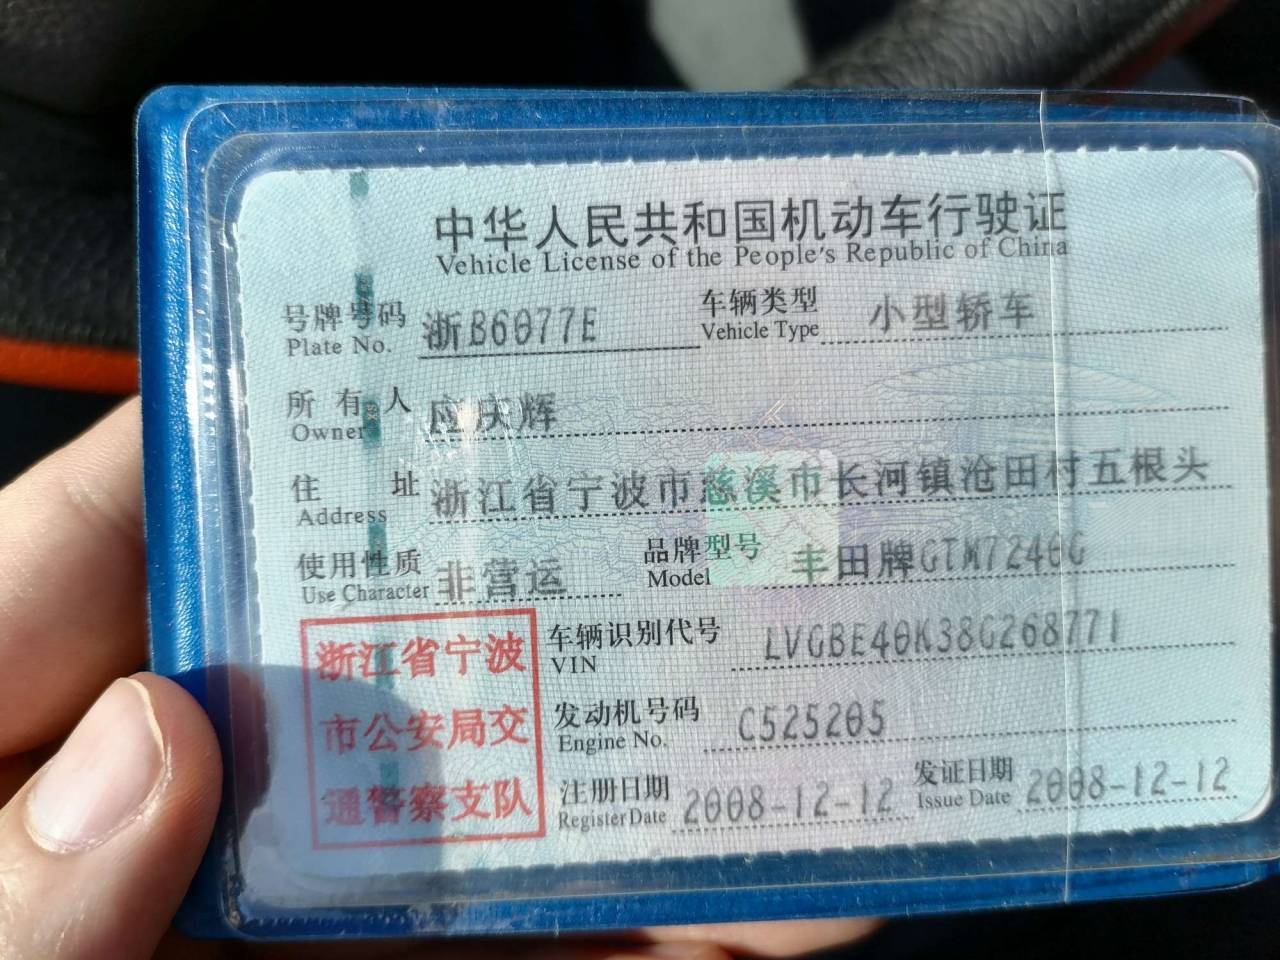 中华人民共和国机动车行驶证
Vehicle License of the People's Republic of China
号牌号码 浙B6077E 车辆类型 小型轿车
Plate No. Vehicle Type
所有人 应庆辉
Owner
住址 浙江省宁波市慈溪市长河镇沧田村五根头
Address
使用性质 非营运 品牌型号 丰田牌GTM7240G
Use Character Model
车辆识别代号 LVGBE40K38G268771
VIN
发动机号码 C525205
Engine No.
注册日期 2008-12-12 发证日期 2008-12-12
Register Date Issue Date
浙江省宁波
市公安局交
通警察支队